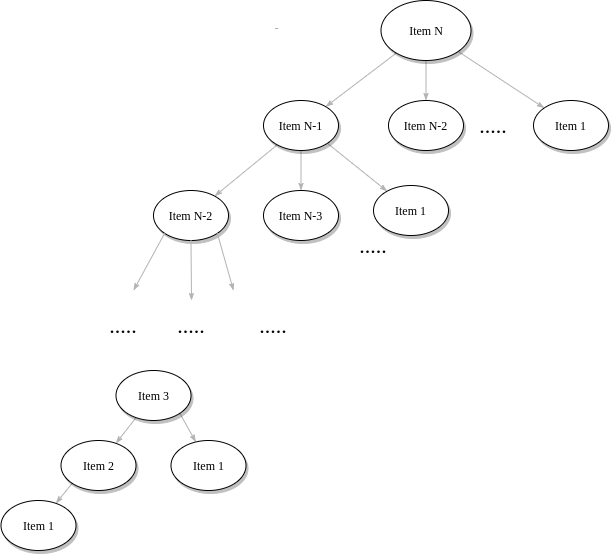 Item N
Item N-1
Item N-2
.....
Item 1
Item N-2
Item N-3
Item 1
.....
..... ..... .....
Item 3
Item 2
Item 1
Item 1